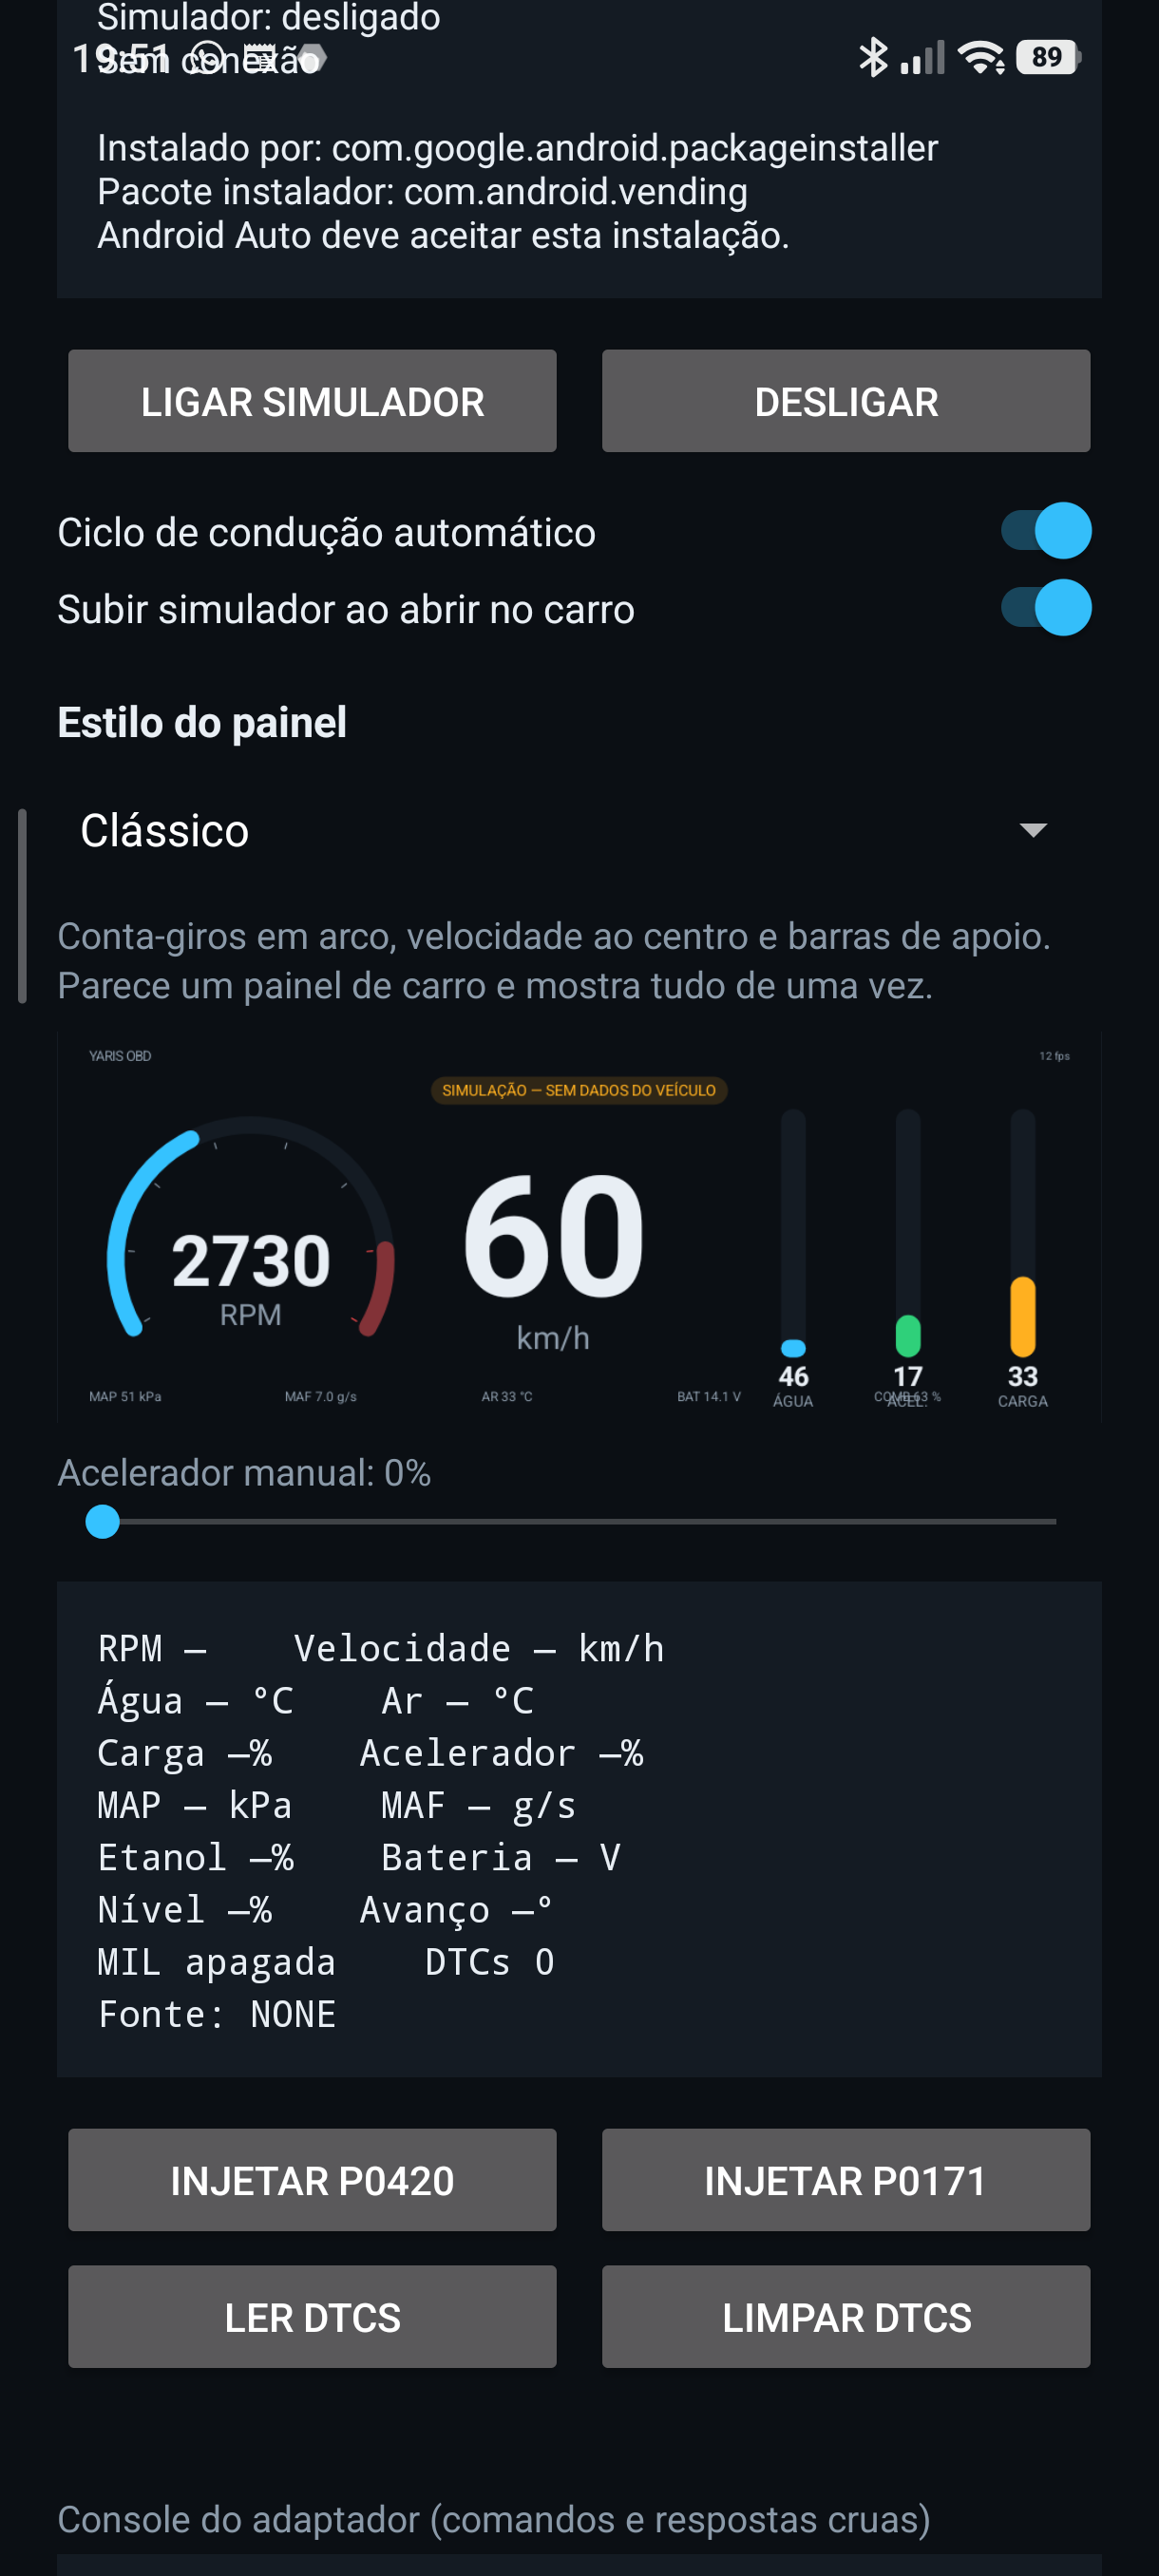 Simulador: desligado
19:51
Sem conexão
89
Instalado por: com.google.android.packageinstaller
Pacote instalador: com.android.vending
Android Auto deve aceitar esta instalação.
LIGAR SIMULADOR
DESLIGAR
Ciclo de condução automático
Subir simulador ao abrir no carro
Estilo do painel
Clássico
Conta-giros em arco, velocidade ao centro e barras de apoio.
Parece um painel de carro e mostra tudo de uma vez.
YARIS OBD
12 fps
SIMULAÇÃO — SEM DADOS DO VEÍCULO
2730
RPM
60
km/h
46
17
33
MAP 51 kPa
MAF 7.0 g/s
AR 33 °C
BAT 14.1 V
ÁGUA
COMB 63 %
ACEL.
CARGA
Acelerador manual: 0%
RPM — Velocidade — km/h
Água — °C Ar — °C
Carga —% Acelerador —%
MAP — kPa MAF — g/s
Etanol —% Bateria — V
Nível —% Avanço —°
MIL apagada DTCs 0
Fonte: NONE
INJETAR P0420
INJETAR P0171
LER DTCS
LIMPAR DTCS
Console do adaptador (comandos e respostas cruas)